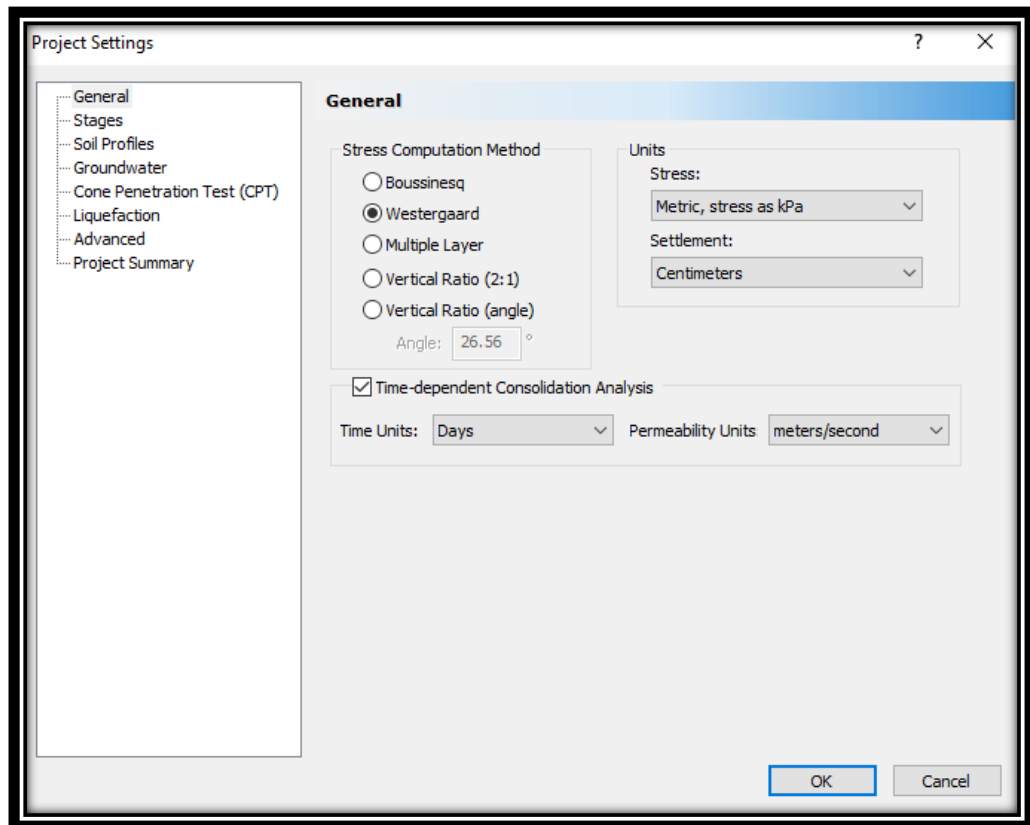 Project Settings
?
General
Stages
Soil Profiles
Groundwater
Cone Penetration Test (CPT)
Liquefaction
Advanced
Project Summary
General
Stress Computation Method
Boussinesq
Westergaard
Multiple Layer
Vertical Ratio (2:1)
Vertical Ratio (angle)
Angle: 26.56 °
Units
Stress:
Metric, stress as kPa
Settlement:
Centimeters
Time-dependent Consolidation Analysis
Time Units: Days Permeability Units meters/second
OK Cancel